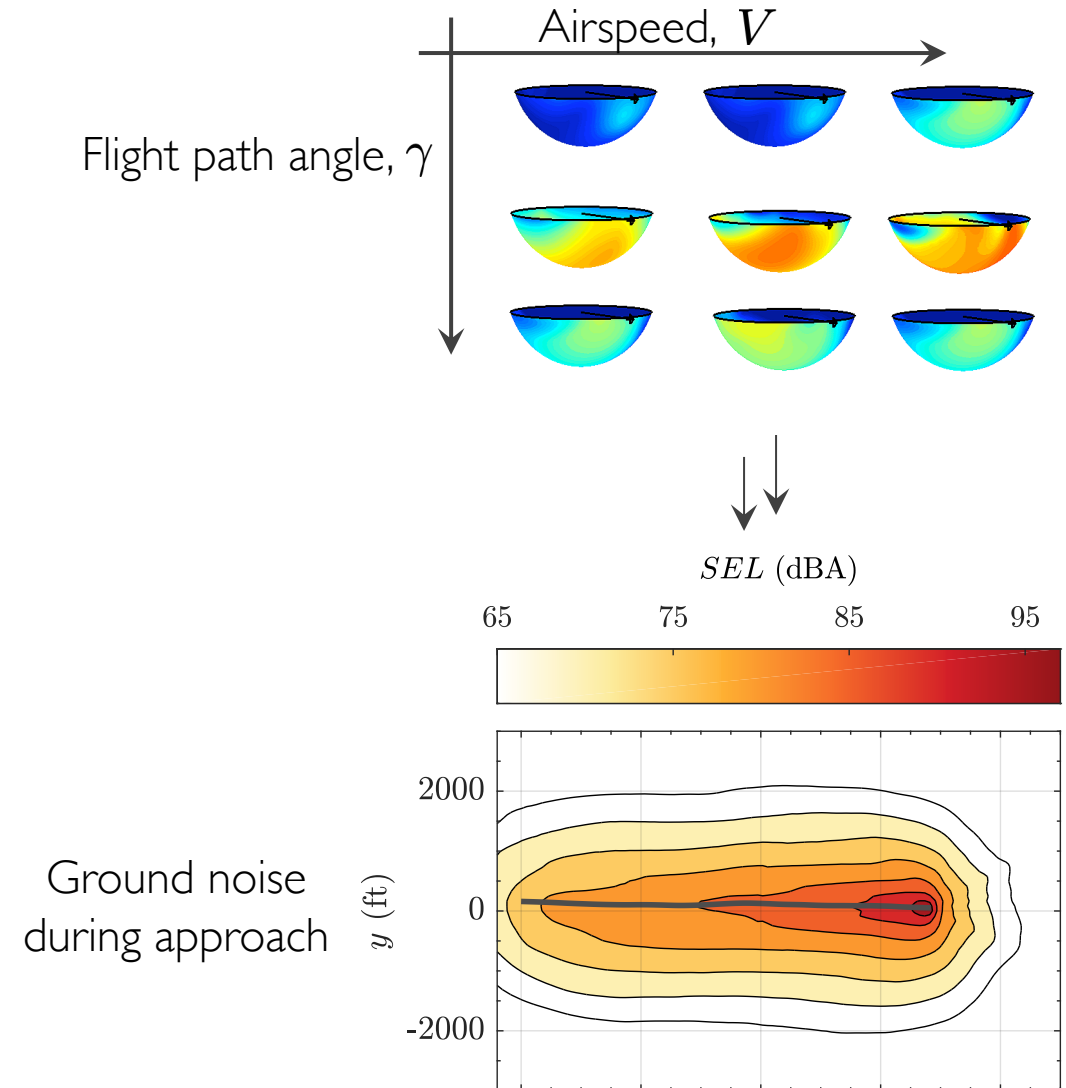 Airspeed, V
Flight path angle, γ
SEL (dBA)
65 75 85 95
2000
Ground noise
during approach
y (ft)
0
-2000